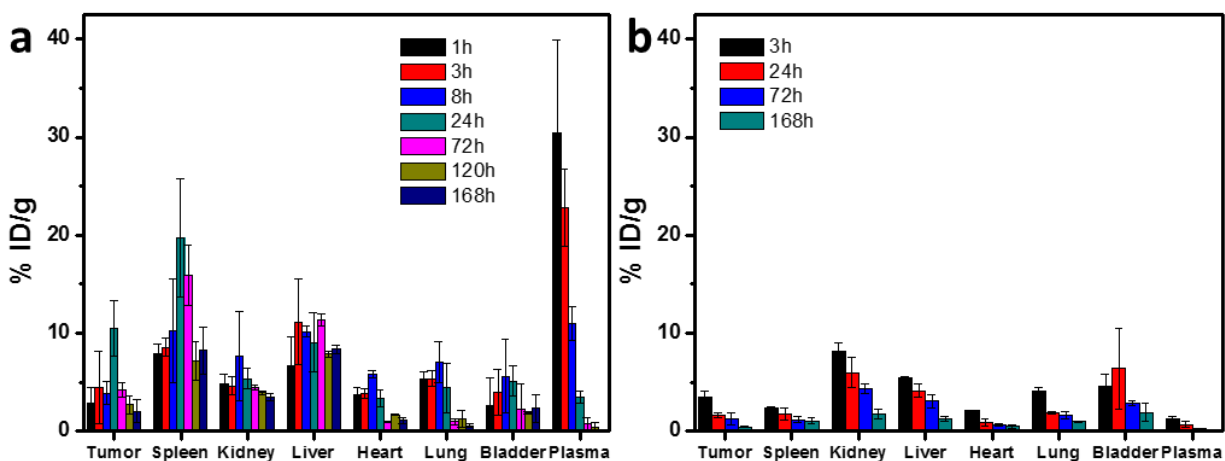 a
40
30
20
10
0
% ID/g
1h
3h
8h
24h
72h
120h
168h
Tumor Spleen Kidney Liver Heart Lung Bladder Plasma
b
40
30
20
10
0
% ID/g
3h
24h
72h
168h
Tumor Spleen Kidney Liver Heart Lung Bladder Plasma